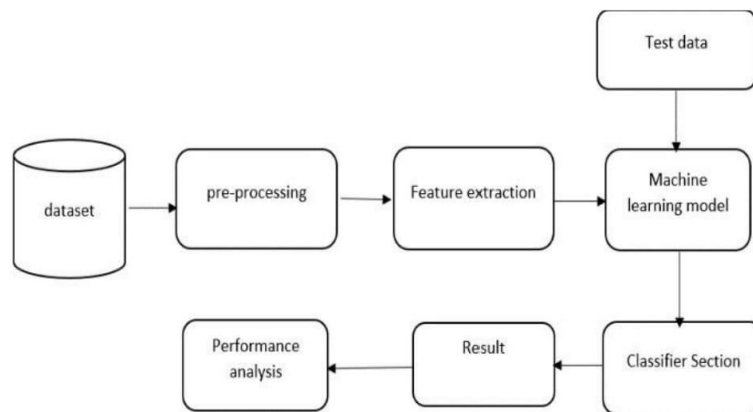 Test data
dataset
pre-processing
Feature extraction
Machine
learning model
Performance
analysis
Result
Classifier Section